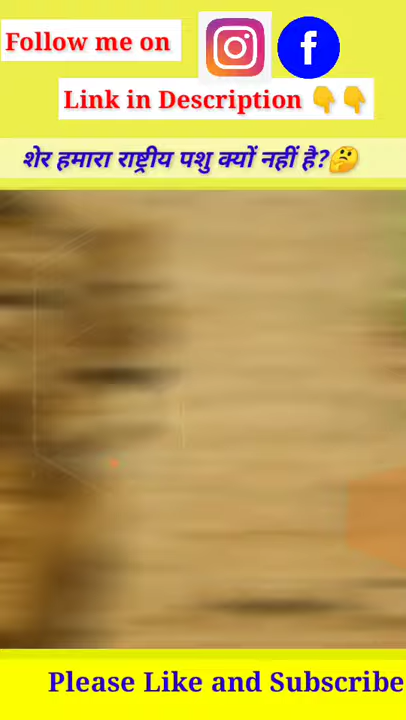 Follow me on
Link in Description 👇👇
शेर हमारा राष्ट्रीय पशु क्यों नहीं है?🤔
Please Like and Subscribe